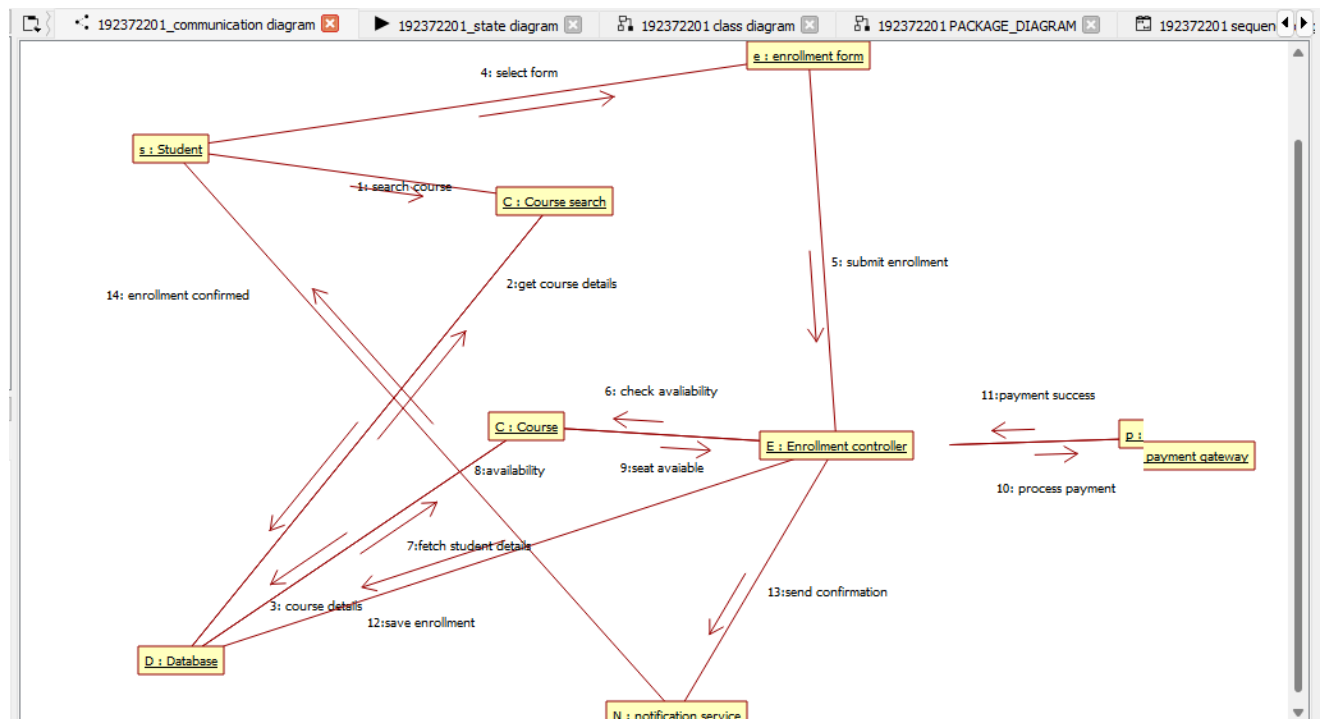 192372201_communication diagram
192372201_state diagram
192372201 class diagram
192372201 PACKAGE_DIAGRAM
192372201 sequen
e : enrollment form
4: select form
s : Student
1: search course
C : Course search
5: submit enrollment
2:get course details
14: enrollment confirmed
6: check avaliability
11:payment success
C : Course
p :
E : Enrollment controller
payment gateway
8:availability
9:seat avaiable
10: process payment
7:fetch student details
13:send confirmation
3: course details
12:save enrollment
D : Database
N : notification service